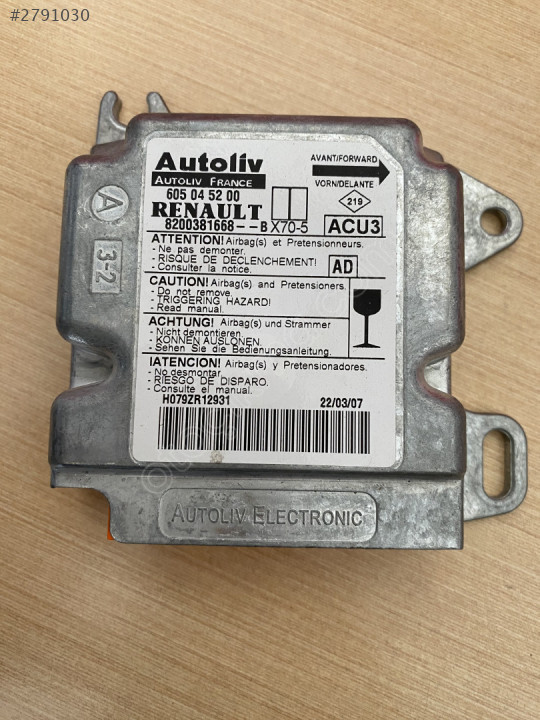 #2791030
Autoliv
AUTOLIV FRANCE
605 04 52 00
RENAULT
8200381668--B X70-5
AVANT/FORWARD
VORN/DELANTE
219
ACU3
ATTENTION! Airbag(s) et Pretensionneurs.
- Ne pas demonter.
- RISQUE DE DECLENCHEMENT!
- Consulter la notice.
AD
CAUTION! Airbag(s) and Pretensioners.
- Do not remove.
- TRIGGERING HAZARD!
- Read manual.
ACHTUNG! Airbag(s) und Strammer
- Nicht demontieren.
- KONNEN AUSLONEN.
- Sehen Sie die Bedienungsanleitung.
!ATENCION! Airbag(s) y Pretensionadores.
- No desmontar.
- RIESGO DE DISPARO.
- Consulte el manual.
H079ZR12931 22/03/07
A
3-2
AUTOLIV ELECTRONIC